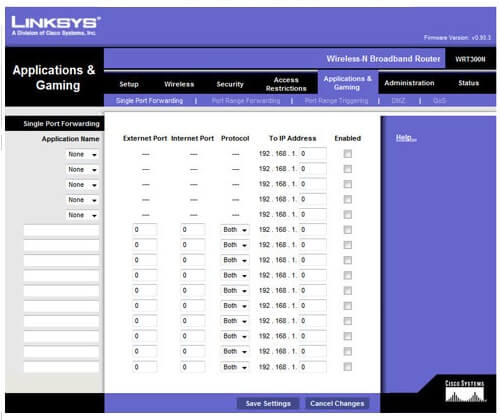 LINKSYS®
A Division of Cisco Systems, Inc.
Firmware Version: v0.93.3
Wireless-N Broadband Router WRT300N
Applications & Gaming
Setup Wireless Security Access Restrictions Applications & Gaming Administration Status
Single Port Forwarding | Port Range Forwarding | Port Range Triggering | DMZ | QoS
Single Port Forwarding
Application Name External Port Internet Port Protocol To IP Address Enabled Help...
None --- --- --- 192 . 168 . 1. 0
None --- --- --- 192 . 168 . 1. 0
None --- --- --- 192 . 168 . 1. 0
None --- --- --- 192 . 168 . 1. 0
None --- --- --- 192 . 168 . 1. 0
0 0 Both 192 . 168 . 1. 0
0 0 Both 192 . 168 . 1. 0
0 0 Both 192 . 168 . 1. 0
0 0 Both 192 . 168 . 1. 0
0 0 Both 192 . 168 . 1. 0
0 0 Both 192 . 168 . 1. 0
0 0 Both 192 . 168 . 1. 0
0 0 Both 192 . 168 . 1. 0
0 0 Both 192 . 168 . 1. 0
0 0 Both 192 . 168 . 1. 0
CISCO SYSTEMS
Save Settings Cancel Changes